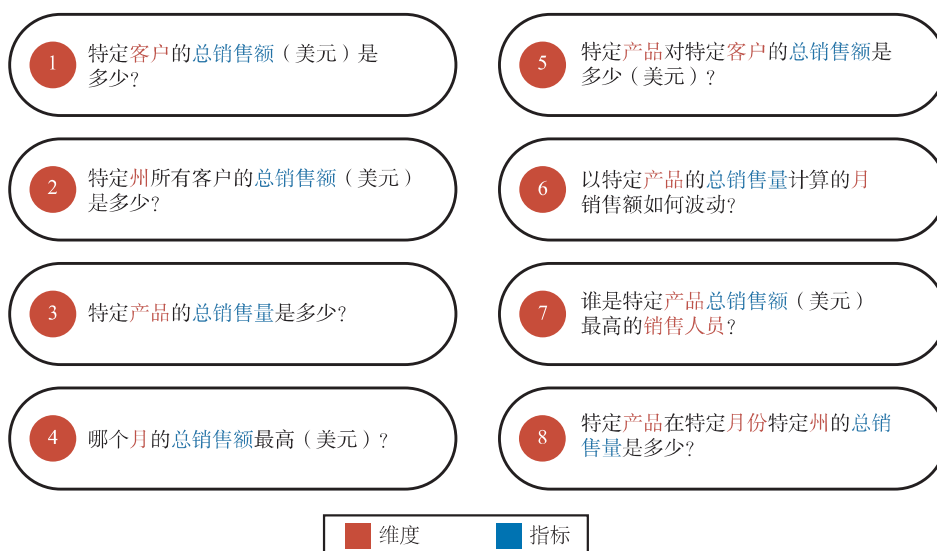 1
特定客户的总销售额（美元）是
多少？
2
特定州所有客户的总销售额（美元）
是多少？
3
特定产品的总销售量是多少？
4
哪个月的总销售额最高（美元）？
5
特定产品对特定客户的总销售额是
多少（美元）？
6
以特定产品的总销售量计算的月
销售额如何波动？
7
谁是特定产品总销售额（美元）
最高的销售人员？
8
特定产品在特定月份特定州的总销
售量是多少？
维度
指标